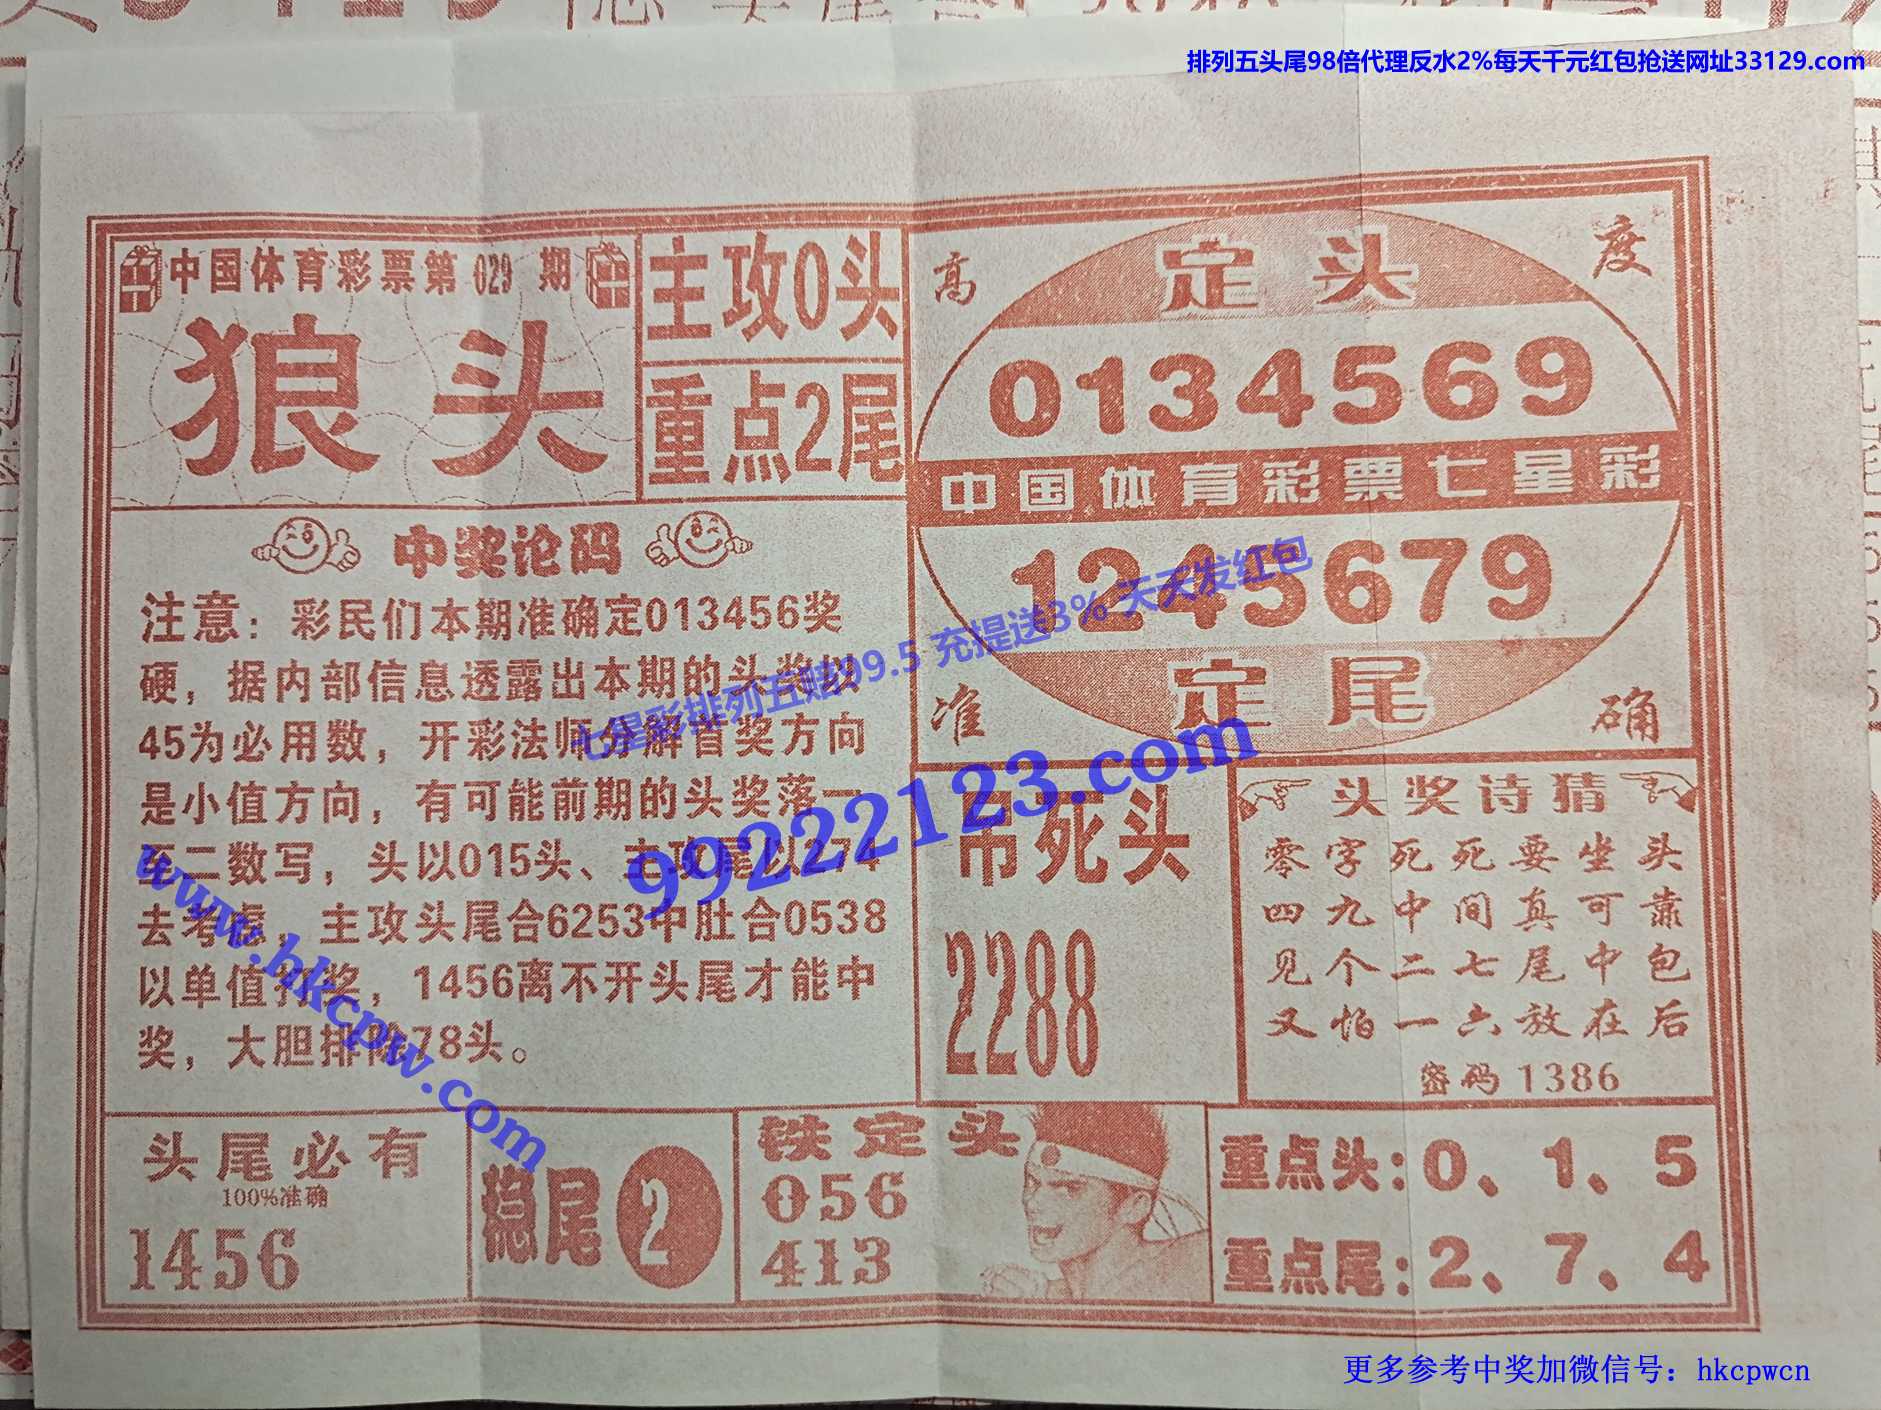 排列五头尾98倍代理反水2%每天千元红包抢送网址33129.com
中国体育彩票第029期
狼头
主攻0头
重点2尾
高度
定头
0134569
中国体育彩票七星彩
1245679
定尾
准确
中奖论码
注意：彩民们本期准确定013456奖
硬，据内部信息透露出本期的头奖以
45为必用数，开彩法师分解首奖方向
是小值方向，有可能前期的头奖落一
至二数写，头以015头、主攻尾以274
去考虑，主攻头尾合6253中肚合0538
以单值打奖，1456离不开头尾才能中
奖，大胆排除78头。
七星彩排列五赔99.5 充提送3% 天天发红包
99222123.com
www.hkcpw.com
吊死头
2288
头奖诗猜
零字死死要坐头
四九中间真可靠
见个二七尾中包
又怕一六放在后
密码1386
头尾必有
100%准确
1456
稳尾2
铁定头
056
413
重点头：0、1、5
重点尾：2、7、4
更多参考中奖加微信号：hkcpwcn